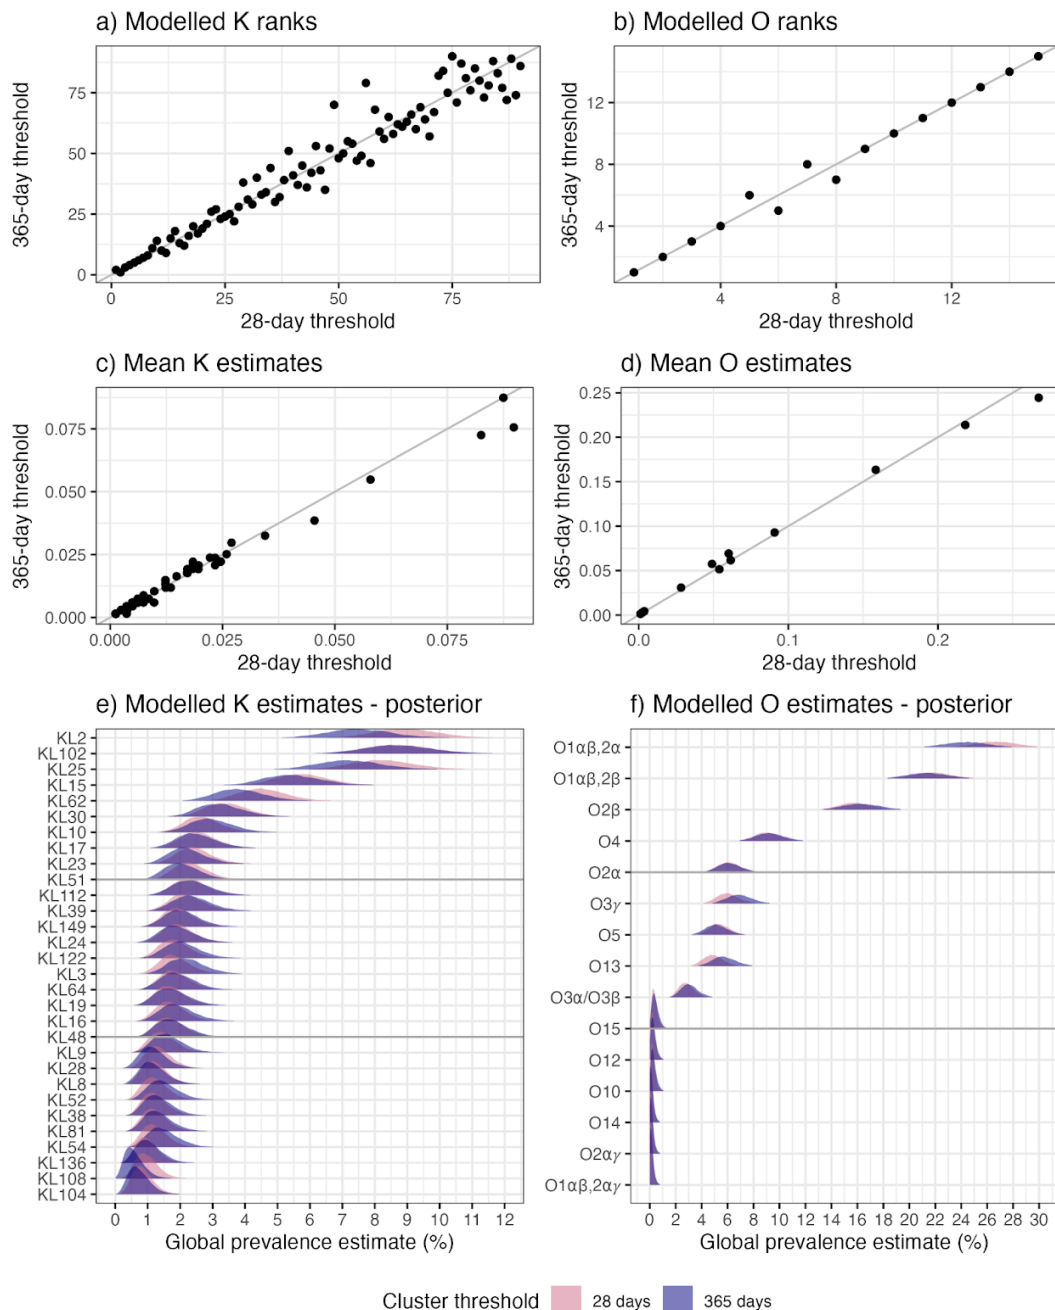 a) Modelled K ranks
b) Modelled O ranks
365-day threshold
75
50
25
0
0 25 50 75
28-day threshold
365-day threshold
12
8
4
4 8 12
28-day threshold
c) Mean K estimates
d) Mean O estimates
365-day threshold
0.075
0.050
0.025
0.000
0.000 0.025 0.050 0.075
28-day threshold
365-day threshold
0.25
0.20
0.15
0.10
0.05
0.00
0.0 0.1 0.2
28-day threshold
e) Modelled K estimates - posterior
f) Modelled O estimates - posterior
KL2
KL102
KL25
KL15
KL62
KL30
KL10
KL17
KL23
KL51
KL112
KL39
KL149
KL24
KL122
KL3
KL64
KL19
KL16
KL48
KL9
KL28
KL8
KL52
KL38
KL81
KL54
KL136
KL108
KL104
0 1 2 3 4 5 6 7 8 9 10 11 12
Global prevalence estimate (%)
O1αβ,2α
O1αβ,2β
O2β
O4
O2α
O3γ
O5
O13
O3α/O3β
O15
O12
O10
O14
O2αγ
O1αβ,2αγ
0 2 4 6 8 10 12 14 16 18 20 22 24 26 28 30
Global prevalence estimate (%)
Cluster threshold 28 days 365 days